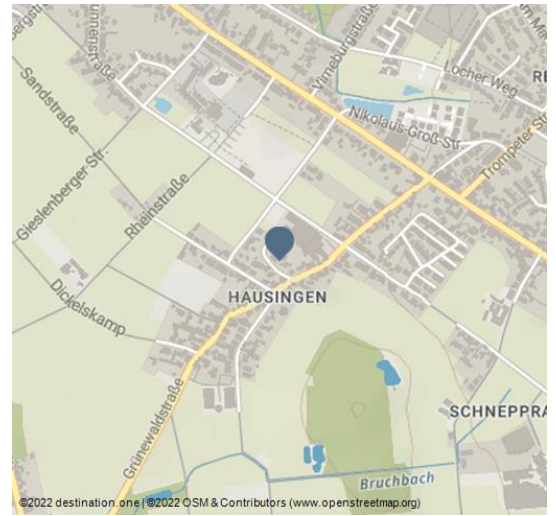 Virneburgstraße
Locher Weg
Nikolaus-Groß-Str.
Trompeter Str.
Sandstraße
Gieslenberger Str.
Rheinstraße
Dickelskamp
HAUSINGEN
Grünewaldstraße
SCHNEPPRA
Bruchbach
©2022 destination.one | ©2022 OSM & Contributors (www.openstreetmap.org)